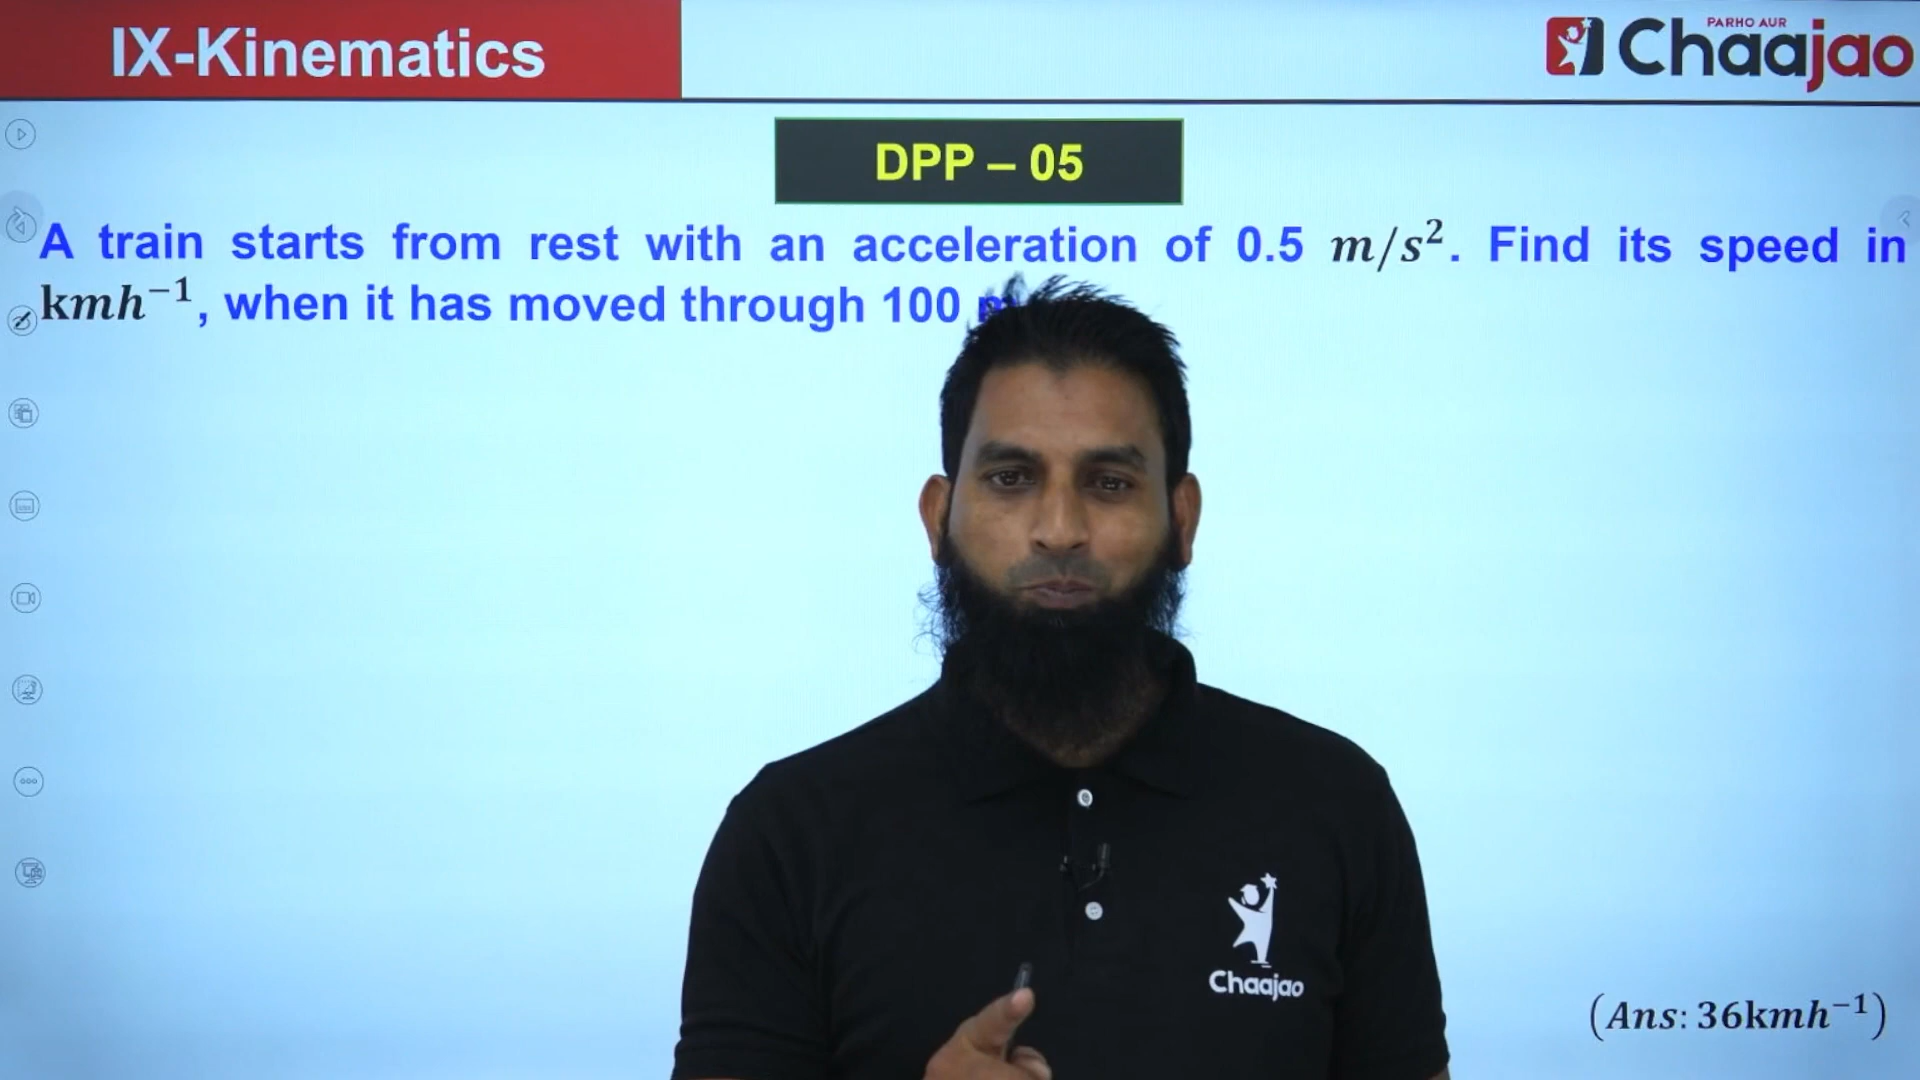 IX-Kinematics
PARHO AUR
Chaajao
DPP – 05
A train starts from rest with an acceleration of 0.5 m/s². Find its speed in
kmh⁻¹, when it has moved through 100
Chaajao
(Ans: 36kmh⁻¹)